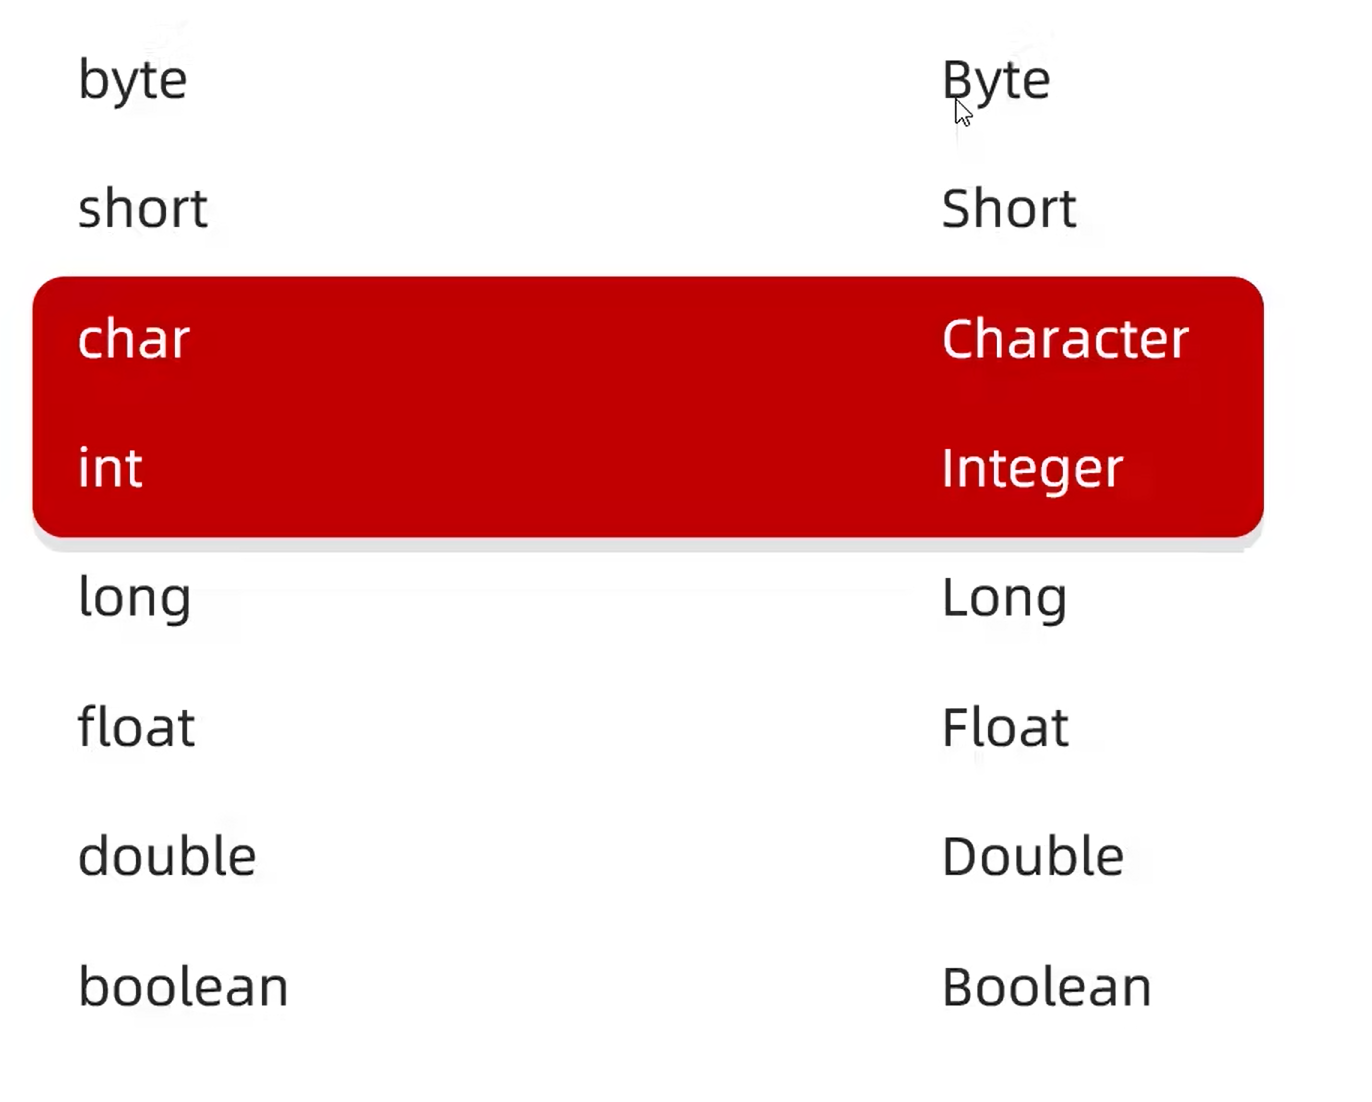 byte Byte
short Short
char Character
int Integer
long Long
float Float
double Double
boolean Boolean